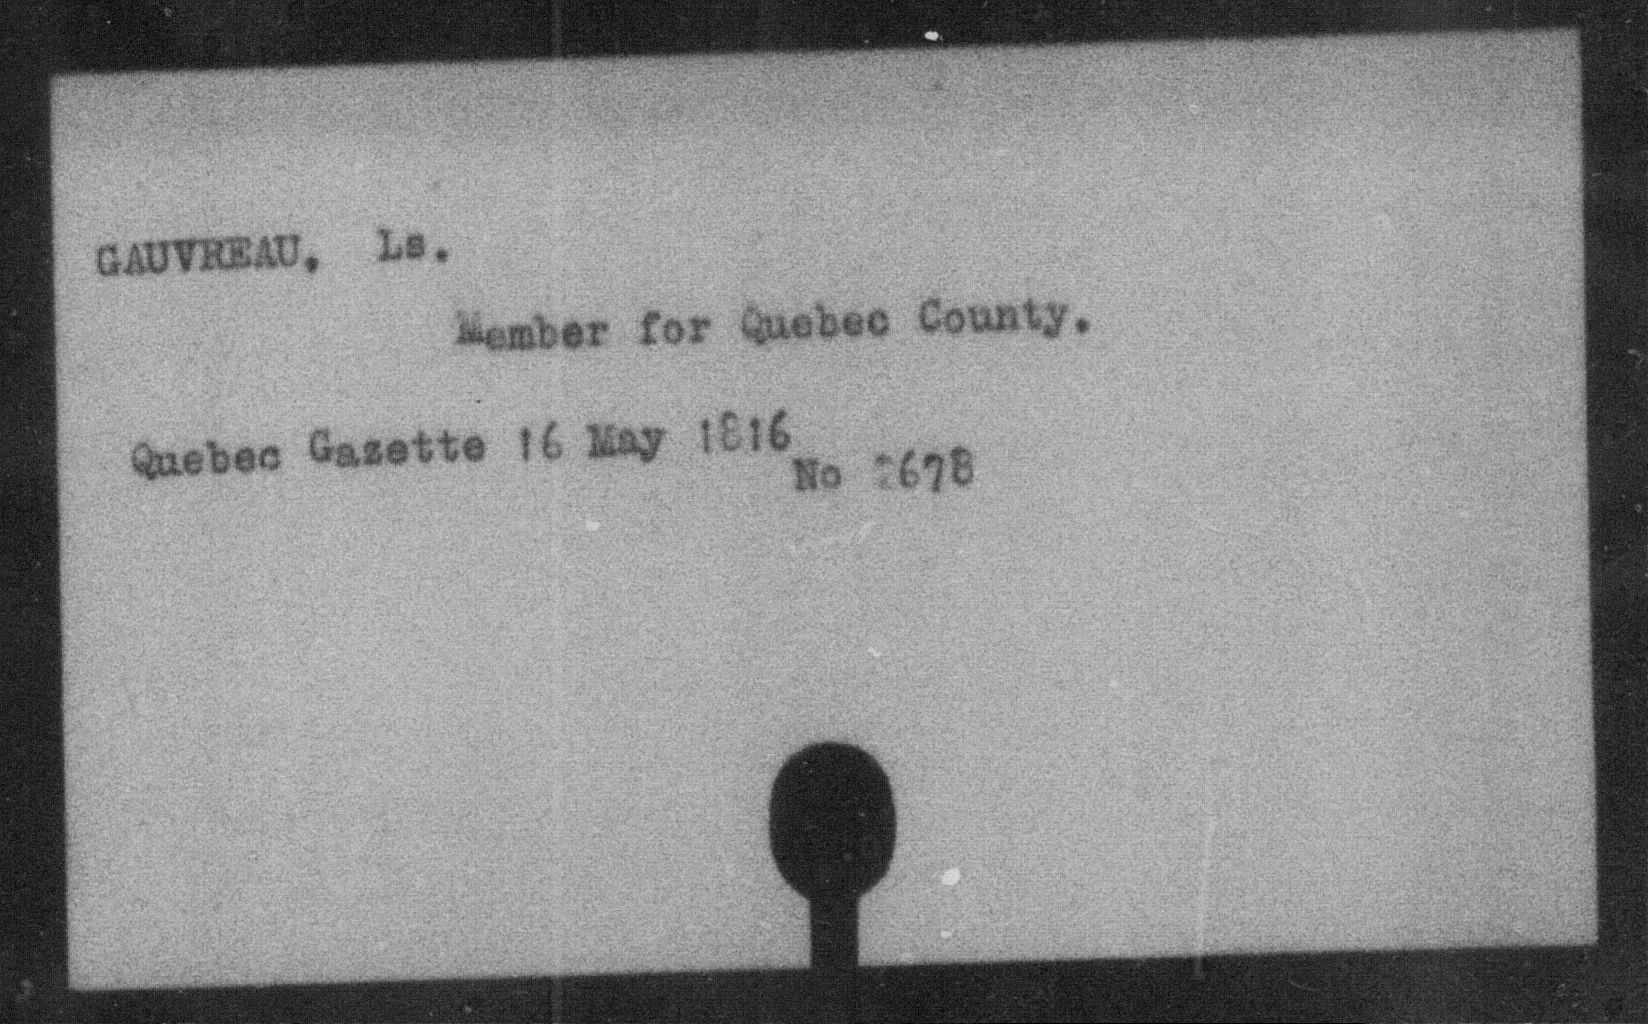 GAUVREAU. Ls.
Member for Quebec County.
Quebec Gazette 16 May 1816
No 2678